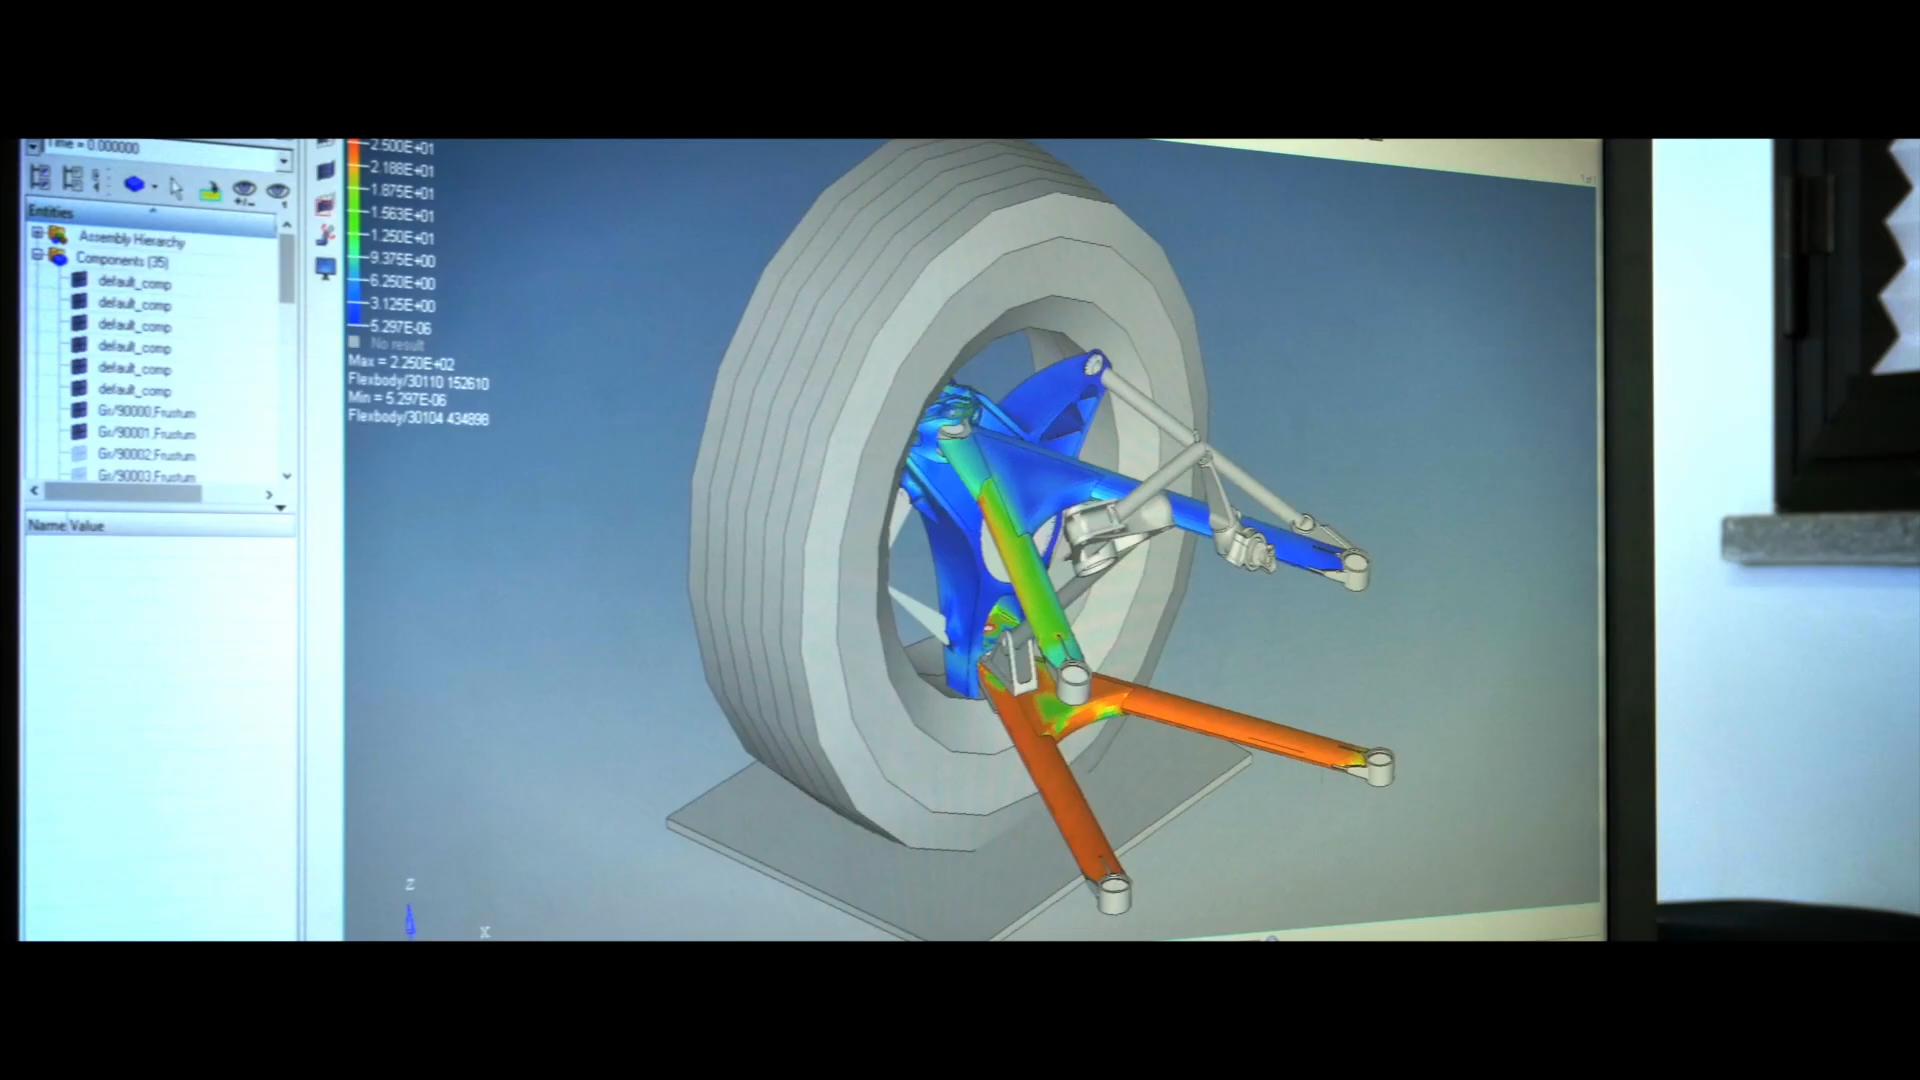 Time = 0.000000
Entities
Assembly Hierarchy
Components (35)
default_comp
default_comp
default_comp
default_comp
default_comp
default_comp
Gr/90000,Frustum
Gr/90001,Frustum
Gr/90002,Frustum
Gr/90003,Frustum
Name Value
2.500E+01
2.188E+01
1.875E+01
1.563E+01
1.250E+01
9.375E+00
6.250E+00
3.125E+00
5.297E-06
No result
Max = 2.250E+02
Flexbody/30110 152610
Min = 5.297E-06
Flexbody/30104 434898
Z
X